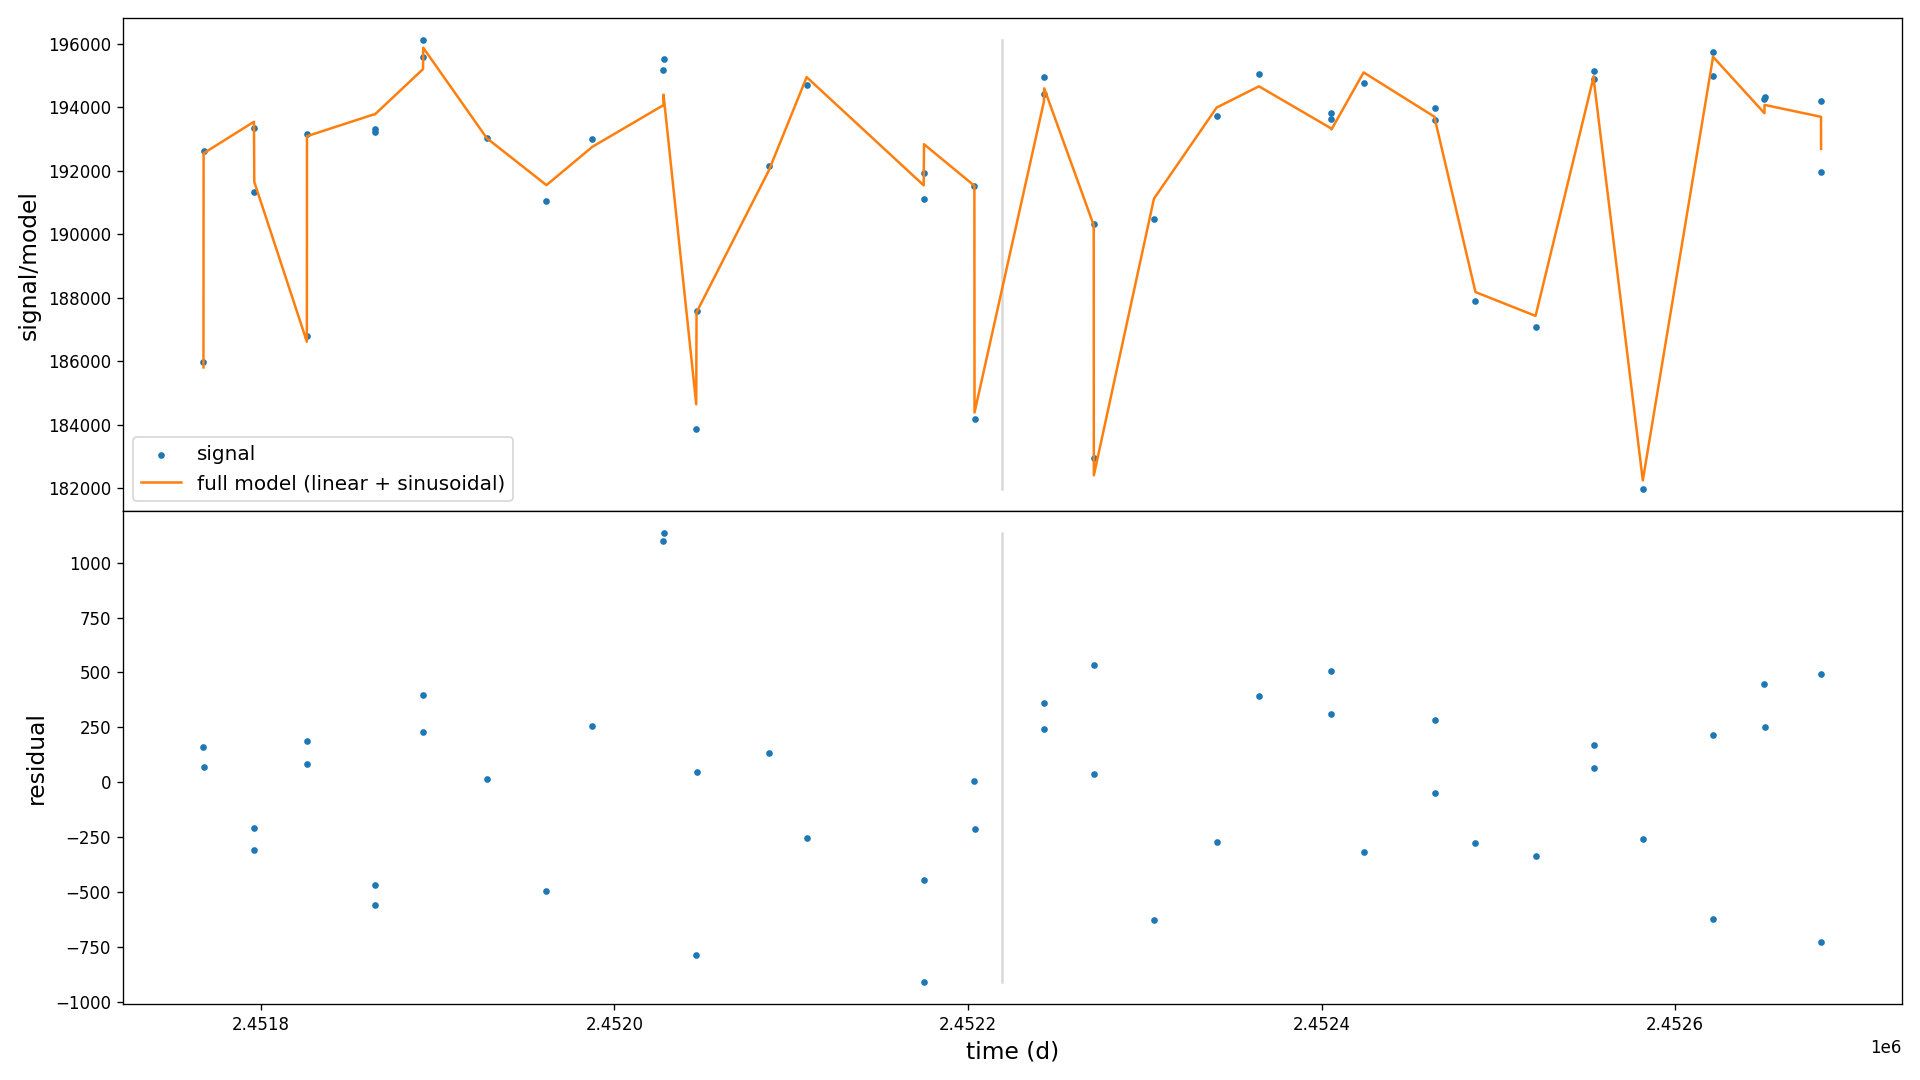 196000
194000
192000
190000
188000
186000
184000
182000
signal/model
signal
full model (linear + sinusoidal)
1000
750
500
250
0
−250
−500
−750
−1000
residual
2.4518 2.4520 2.4522 2.4524 2.4526
1e6
time (d)